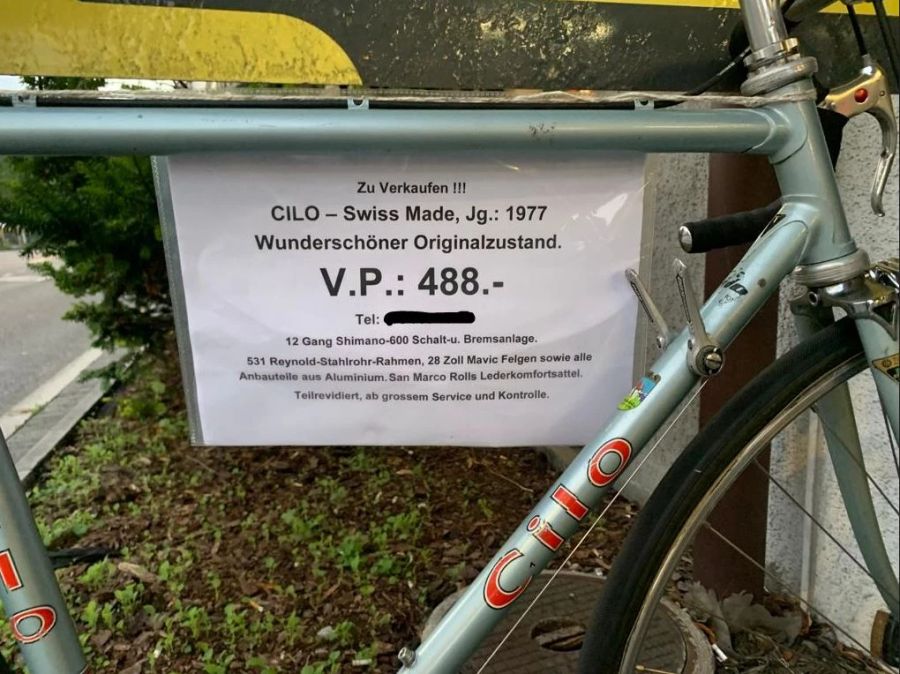 Zu Verkaufen !!!
CILO – Swiss Made, Jg.: 1977
Wunderschöner Originalzustand.
V.P.: 488.-
Tel:
12 Gang Shimano-600 Schalt-u. Bremsanlage.
531 Reynold-Stahlrohr-Rahmen, 28 Zoll Mavic Felgen sowie alle
Anbauteile aus Aluminium. San Marco Rolls Lederkomfortsattel.
Teilrevidiert, ab grossem Service und Kontrolle.
Cilo